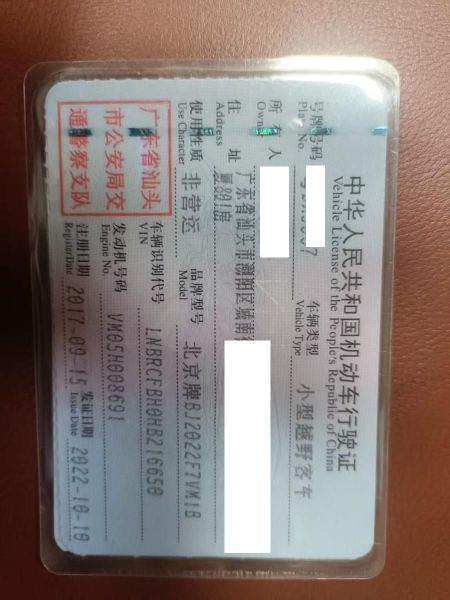 中华人民共和国机动车行驶证
Vehicle License of the People's Republic of China
号牌号码
Plate No.
车辆类型 小型越野客车
Vehicle Type
所有人
Owner
住址 广东省汕头市潮阳区城南
Address
使用性质 非营运
Use Character
品牌型号 北京牌BJ2022F7VM1B
Model
广东省汕头
市公安局交
通警察支队
车辆识别代号 LNBRCFBH0HB216650
VIN
发动机号码 VM05H008691
Engine No.
注册日期 2017-09-15
Register Date
发证日期 2022-10-10
Issue Date